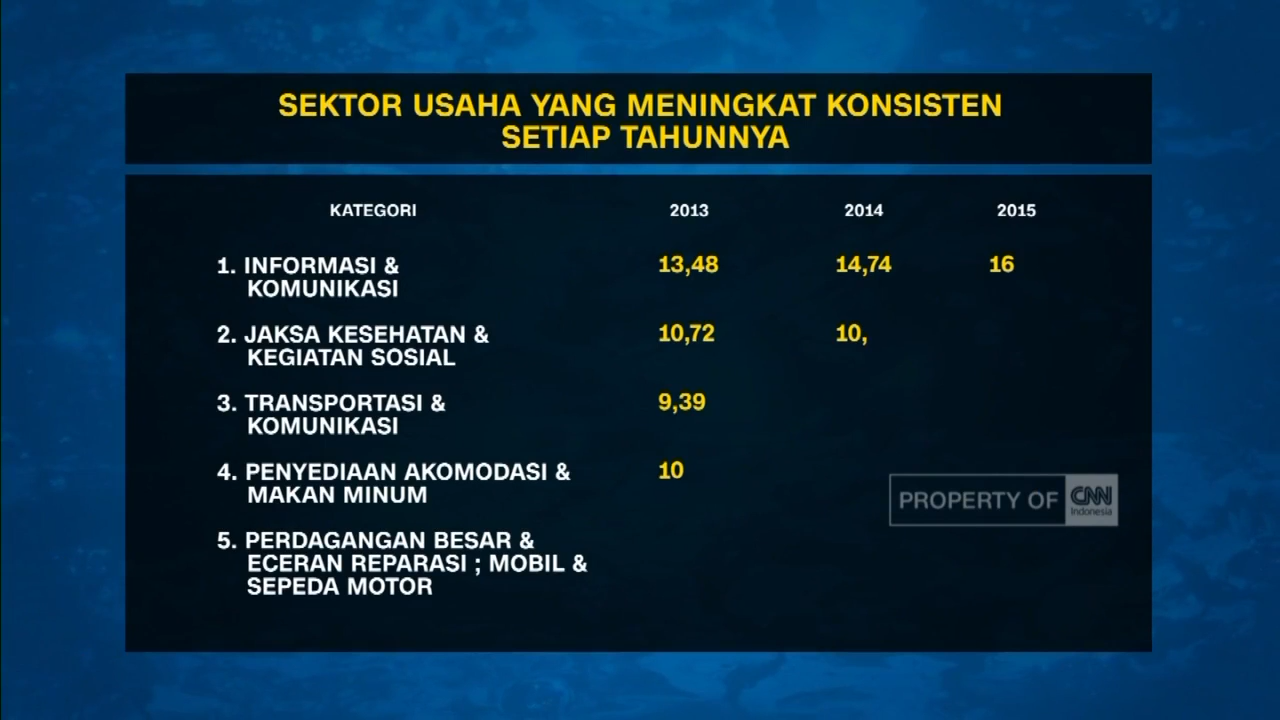 SEKTOR USAHA YANG MENINGKAT KONSISTEN
SETIAP TAHUNNYA
KATEGORI 2013 2014 2015
1. INFORMASI & 13,48 14,74 16
KOMUNIKASI
2. JAKSA KESEHATAN & 10,72 10,
KEGIATAN SOSIAL
3. TRANSPORTASI & 9,39
KOMUNIKASI
4. PENYEDIAAN AKOMODASI & 10
MAKAN MINUM
PROPERTY OF CNN Indonesia
5. PERDAGANGAN BESAR &
ECERAN REPARASI ; MOBIL &
SEPEDA MOTOR